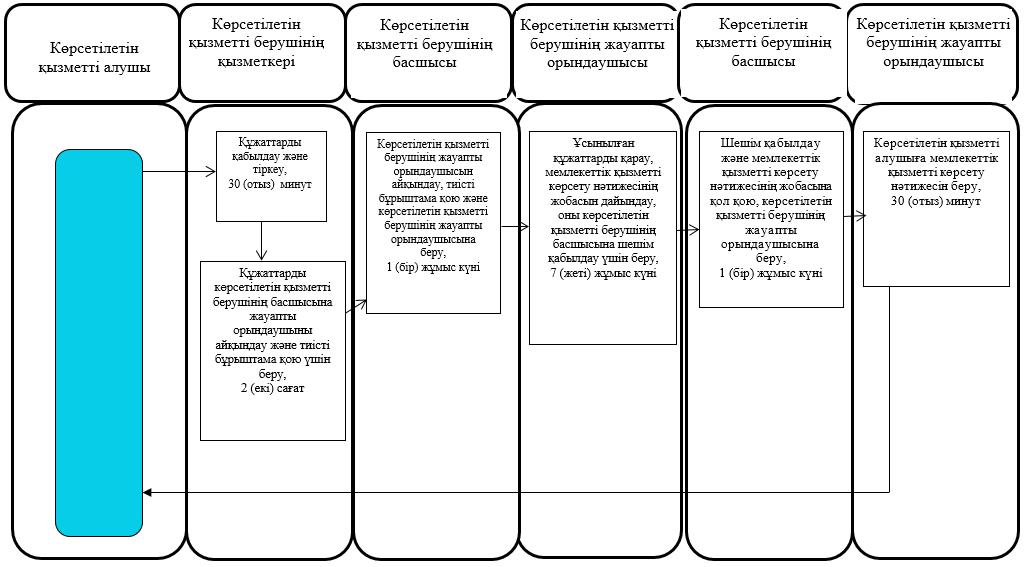 Көрсетілетін
қызметті алушы
Көрсетілетін
қызметті берушінің
қызметкері
Көрсетілетін
қызметті берушінің
басшысы
Көрсетілетін қызметті
берушінің жауапты
орындаушысы
Көрсетілетін
қызметті берушінің
басшысы
Көрсетілетін қызметті
берушінің жауапты
орындаушысы
Құжаттарды
қабылдау және
тіркеу,
30 (отыз) минут
Құжаттарды
көрсетілетін қызметті
берушінің басшысына
жауапты
орындаушыны
айқындау және тиісті
бұрыштама қою үшін
беру,
2 (екі) сағат
Көрсетілетін қызметті
берушінің жауапты
орындаушысын
айқындау, тиісті
бұрыштама қою және
көрсетілетін қызметті
берушінің жауапты
орындаушысына
беру,
1 (бір) жұмыс күні
Ұсынылған
құжаттарды қарау,
мемлекеттік қызметті
көрсету нәтижесінің
жобасын дайындау,
оны көрсетілетін
қызметті берушінің
басшысына шешім
қабылдау үшін беру,
7 (жеті) жұмыс күні
Шешім қабылдау
және мемлекеттік
қызметті көрсету
нәтижесінің жобасына
қол қою, көрсетілетін
қызметті берушінің
жауапты
орындаушысына
беру,
1 (бір) жұмыс күні
Көрсетілетін қызметті
алушыға мемлекеттік
қызметті көрсету
нәтижесін беру,
30 (отыз) минут